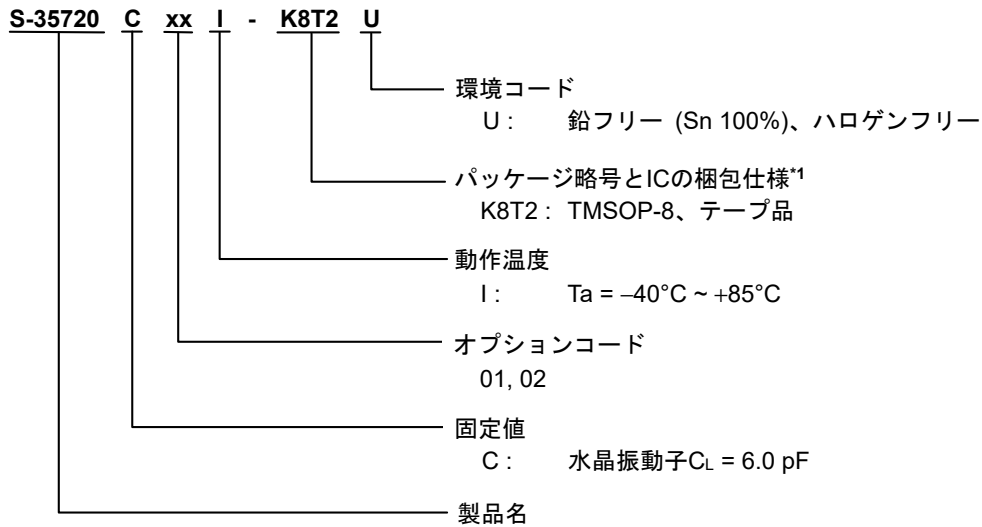 S-35720 C xx I - K8T2 U
環境コード
U : 鉛フリー (Sn 100%)、ハロゲンフリー
パッケージ略号とICの梱包仕様*1
K8T2 : TMSOP-8、テープ品
動作温度
I : Ta = −40°C ~ +85°C
オプションコード
01, 02
固定値
C : 水晶振動子CL = 6.0 pF
製品名